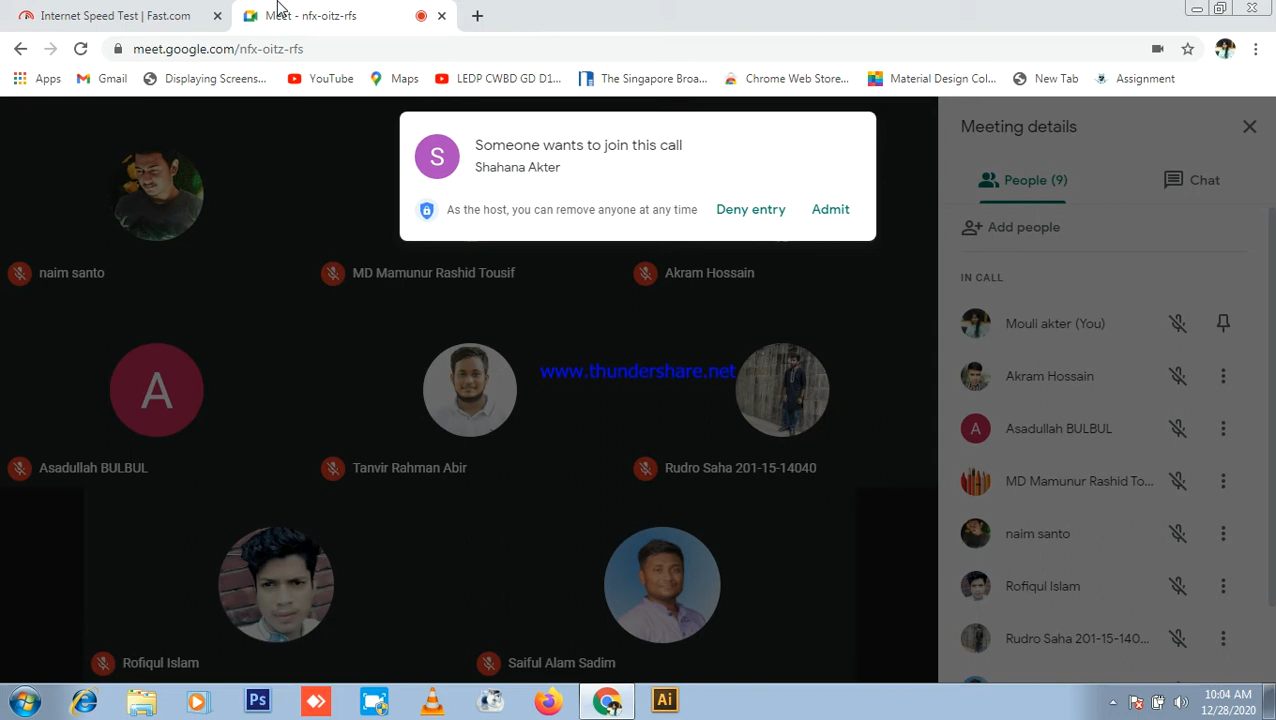 Internet Speed Test | Fast.com
Meet - nfx-oitz-rfs
meet.google.com/nfx-oitz-rfs
Apps
Gmail
Displaying Screens...
YouTube
Maps
LEDP CWBD GD D1...
The Singapore Broa...
Chrome Web Store...
Material Design Col...
New Tab
Assignment
S
Someone wants to join this call
Shahana Akter
As the host, you can remove anyone at any time
Deny entry
Admit
naim santo
MD Mamunur Rashid Tousif
Akram Hossain
A
www.thundershare.net
Asadullah BULBUL
Tanvir Rahman Abir
Rudro Saha 201-15-14040
Rofiqul Islam
Saiful Alam Sadim
Meeting details
People (9)
Chat
Add people
IN CALL
Mouli akter (You)
Akram Hossain
A
Asadullah BULBUL
MD Mamunur Rashid To...
naim santo
Rofiqul Islam
Rudro Saha 201-15-140...
Ps
Ai
10:04 AM
12/28/2020